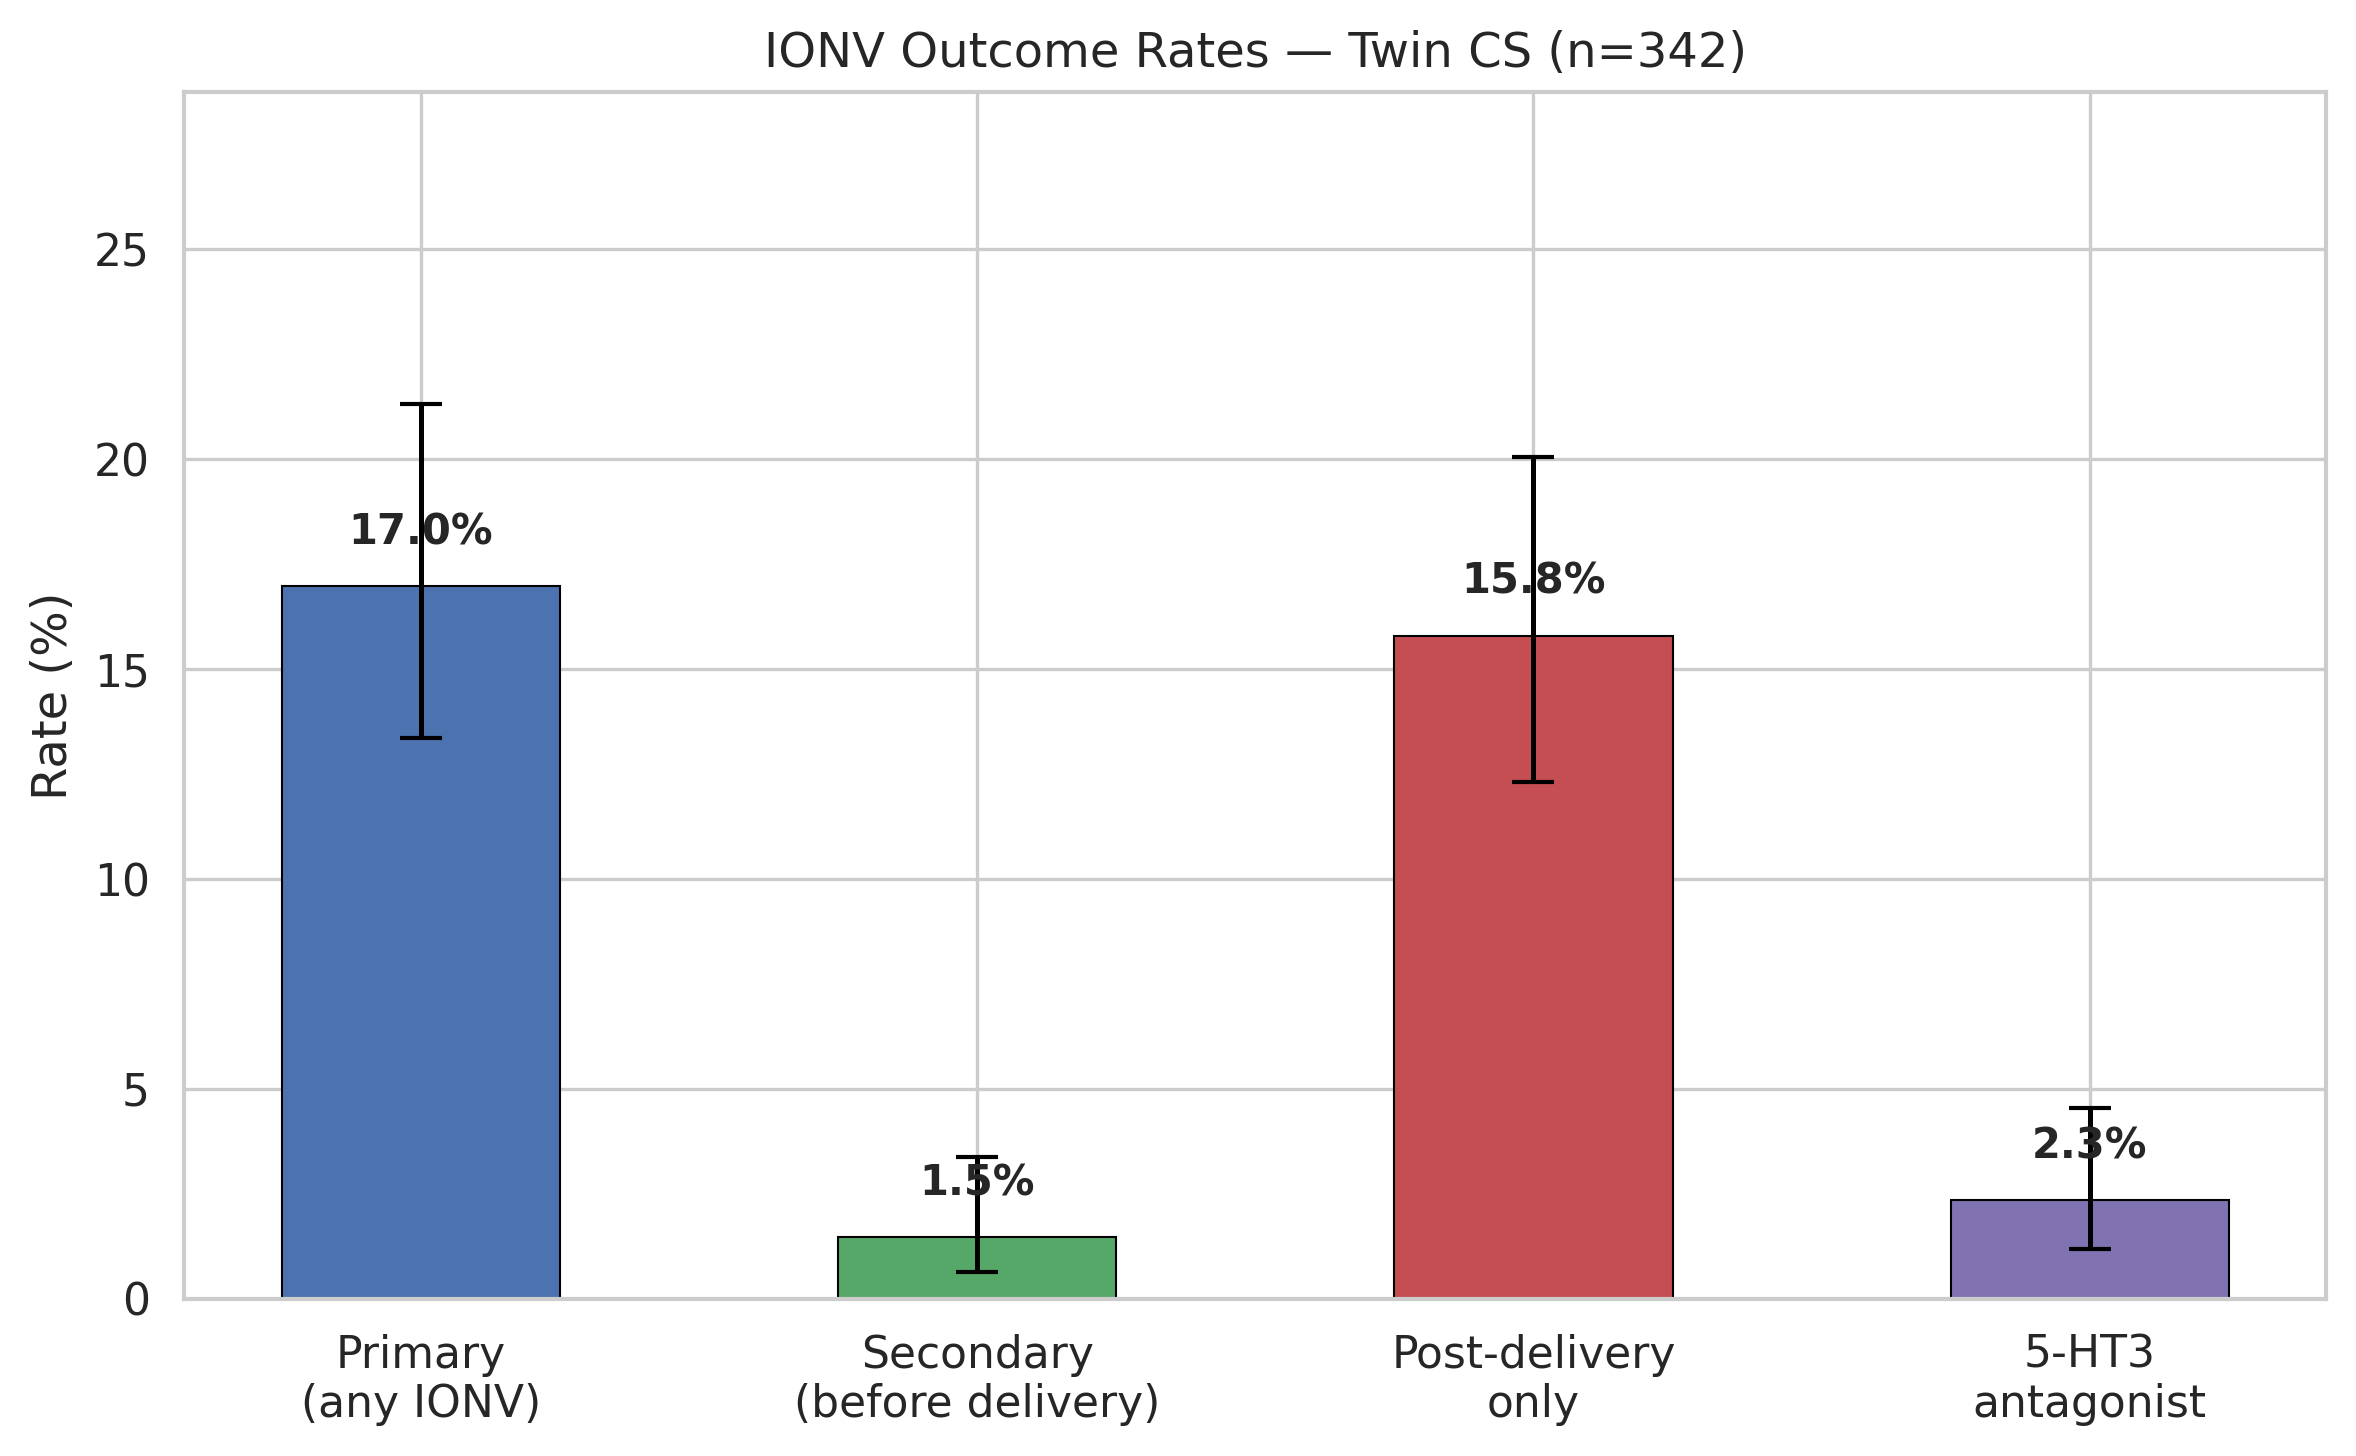 IONV Outcome Rates — Twin CS (n=342)
Rate (%)
25
20
15
10
5
0
17.0%
1.5%
15.8%
2.3%
Primary
(any IONV)
Secondary
(before delivery)
Post-delivery
only
5-HT3
antagonist